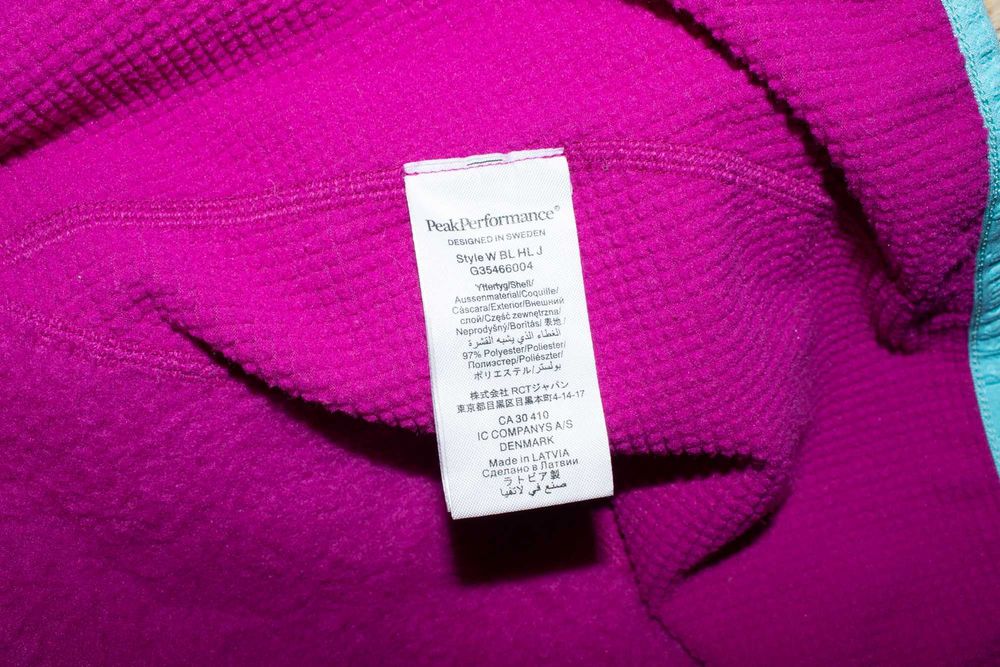 PeakPerformance®
DESIGNED IN SWEDEN
Style W BL HL J
G35466004
Yttertyg/Shell/
Aussenmaterial/Coquille/
Cáscara/Exterior/Внешний
слой/Część zewnętrzna/
Neprodyšný/Borítás/ 表地/
الغطاء الذي يشبه القشرة
97% Polyester/Poliester/
Полиэстер/Poliészter/
ポリエステル/بولستر
株式会社 RCTジャパン
東京都目黒区目黒本町4-14-17
CA 30 410
IC COMPANYS A/S
DENMARK
Made in LATVIA
Сделано в Латвии
ラトビア製
صنع في لاتفيا